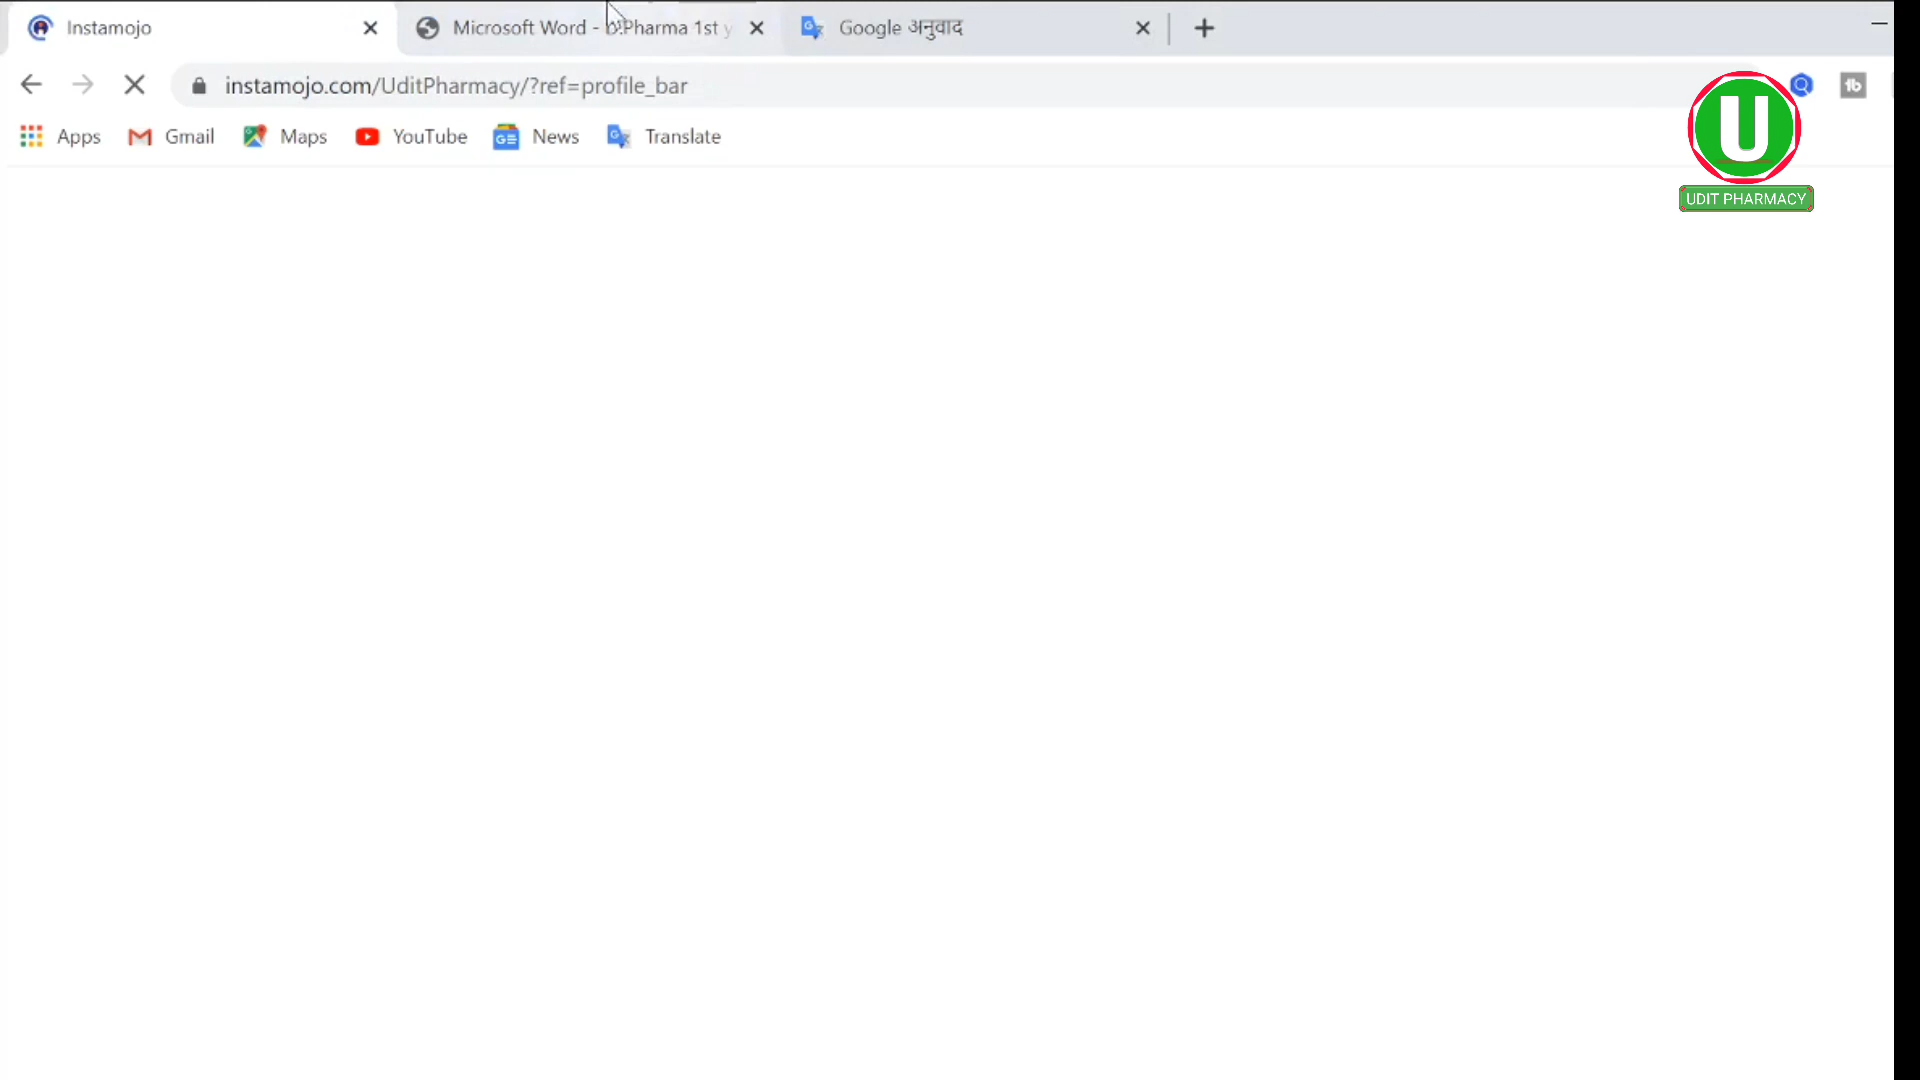 Instamojo
Microsoft Word - D.Pharma 1st y
Google अनुवाद
instamojo.com/UditPharmacy/?ref=profile_bar
Apps
Gmail
Maps
YouTube
News
Translate
U
UDIT PHARMACY